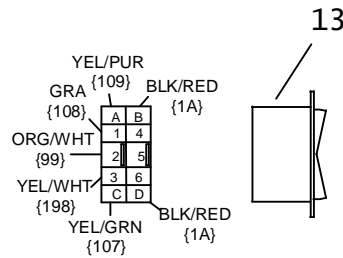 13
YEL/PUR
{109}
BLK/RED
{1A}
GRA
{108}
A B
1 4
ORG/WHT
{99}
2 5
YEL/WHT
{198}
3 6
C D
YEL/GRN
{107}
BLK/RED
{1A}